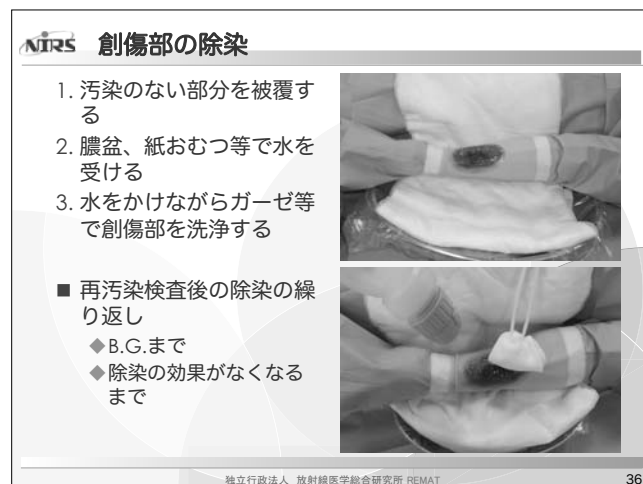 NIRS 創傷部の除染
1. 汚染のない部分を被覆す
る
2. 膿盆、紙おむつ等で水を
受ける
3. 水をかけながらガーゼ等
で創傷部を洗浄する
■ 再汚染検査後の除染の繰
り返し
◆B.G.まで
◆除染の効果がなくなる
まで
独立行政法人 放射線医学総合研究所 REMAT
36